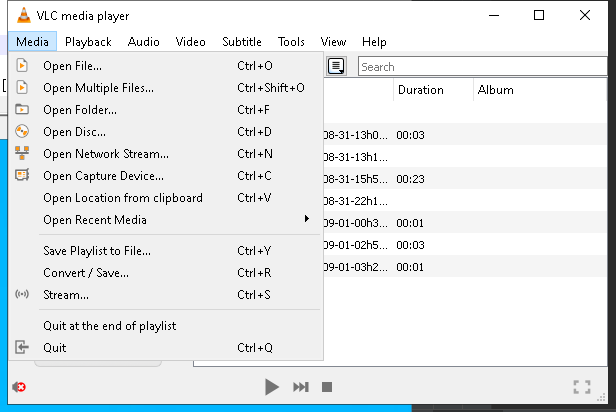 VLC media player
Media Playback Audio Video Subtitle Tools View Help
Open File... Ctrl+O
Open Multiple Files... Ctrl+Shift+O
Open Folder... Ctrl+F
Open Disc... Ctrl+D
Open Network Stream... Ctrl+N
Open Capture Device... Ctrl+C
Open Location from clipboard Ctrl+V
Open Recent Media
Save Playlist to File... Ctrl+Y
Convert / Save... Ctrl+R
Stream... Ctrl+S
Quit at the end of playlist
Quit Ctrl+Q
Search
Duration Album
08-31-13h0... 00:03
08-31-13h1...
08-31-15h5... 00:23
08-31-22h1...
09-01-00h3... 00:01
09-01-02h5... 00:03
09-01-03h2... 00:01